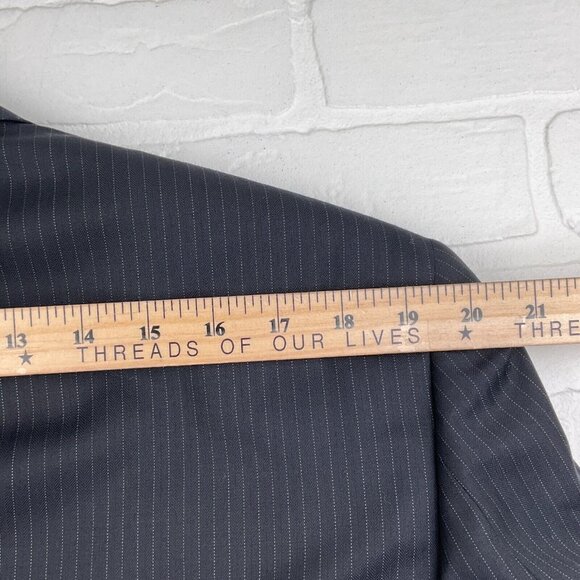 13 14 15 16 17 18 19 20 21
THREADS OF OUR LIVES THRE